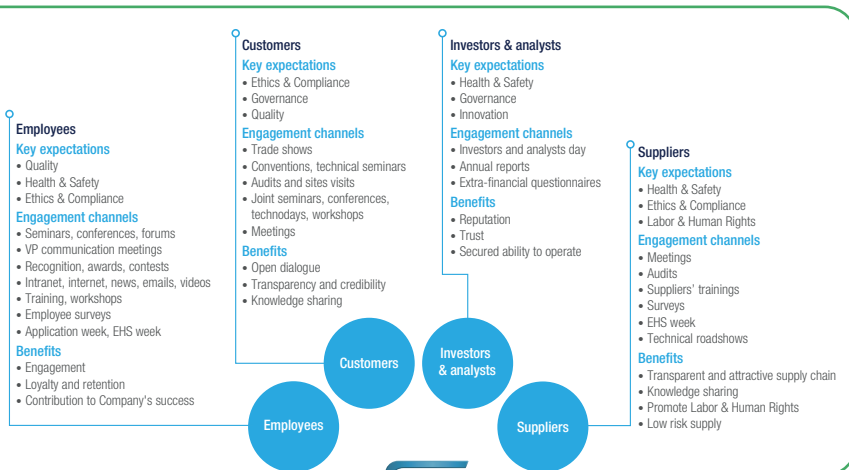 Employees
Key expectations
• Quality
• Health & Safety
• Ethics & Compliance
Engagement channels
• Seminars, conferences, forums
• VP communication meetings
• Recognition, awards, contests
• Intranet, internet, news, emails, videos
• Training, workshops
• Employee surveys
• Application week, EHS week
Benefits
• Engagement
• Loyalty and retention
• Contribution to Company's success
Customers
Key expectations
• Ethics & Compliance
• Governance
• Quality
Engagement channels
• Trade shows
• Conventions, technical seminars
• Audits and sites visits
• Joint seminars, conferences,
technodays, workshops
• Meetings
Benefits
• Open dialogue
• Transparency and credibility
• Knowledge sharing
Investors & analysts
Key expectations
• Health & Safety
• Governance
• Innovation
Engagement channels
• Investors and analysts day
• Annual reports
• Extra-financial questionnaires
Benefits
• Reputation
• Trust
• Secured ability to operate
Suppliers
Key expectations
• Health & Safety
• Ethics & Compliance
• Labor & Human Rights
Engagement channels
• Meetings
• Audits
• Suppliers' trainings
• Surveys
• EHS week
• Technical roadshows
Benefits
• Transparent and attractive supply chain
• Knowledge sharing
• Promote Labor & Human Rights
• Low risk supply
Employees
Customers
Investors
& analysts
Suppliers